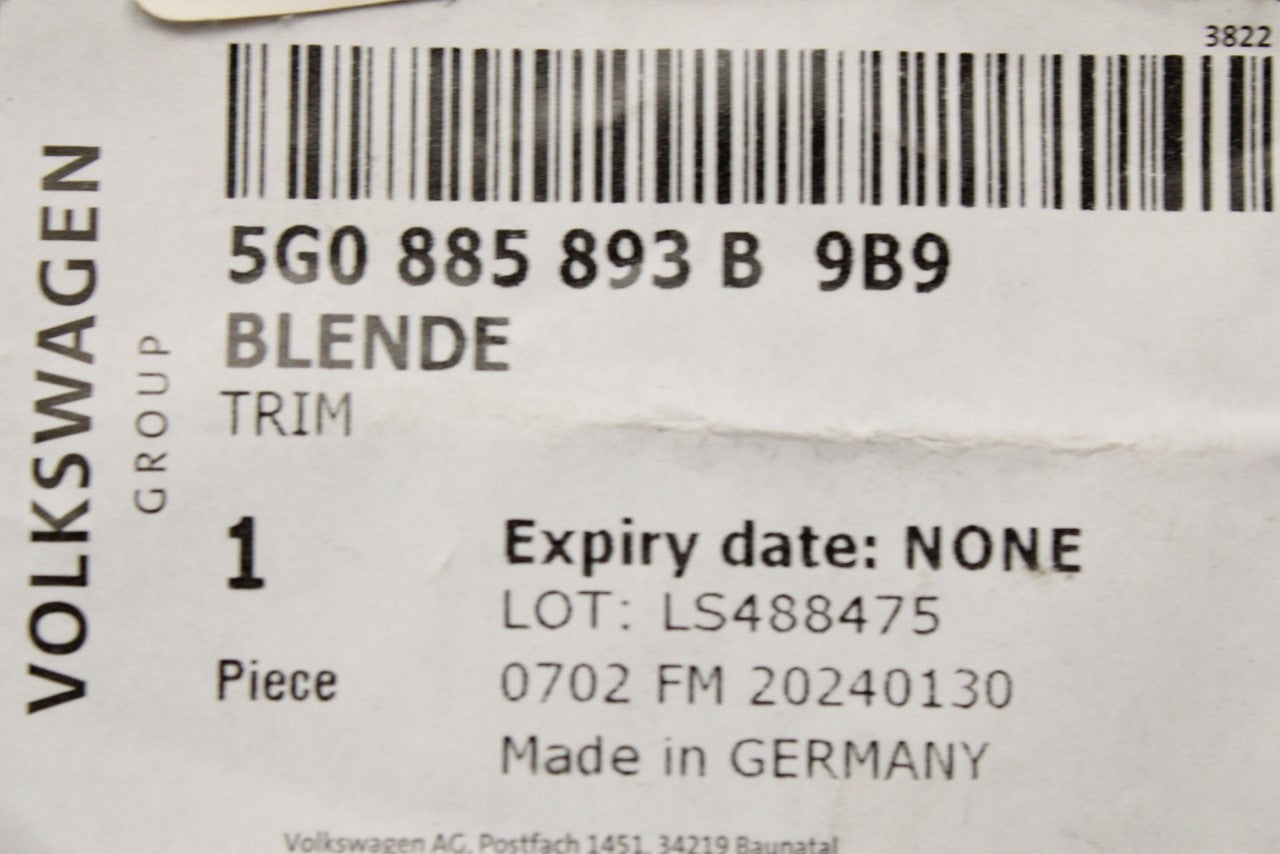 3822
5G0 885 893 B 9B9
BLENDE
TRIM
VOLKSWAGEN
GROUP
1
Piece
Expiry date: NONE
LOT: LS488475
0702 FM 20240130
Made in GERMANY
Volkswagen AG, Postfach 1451, 34219 Baunatal